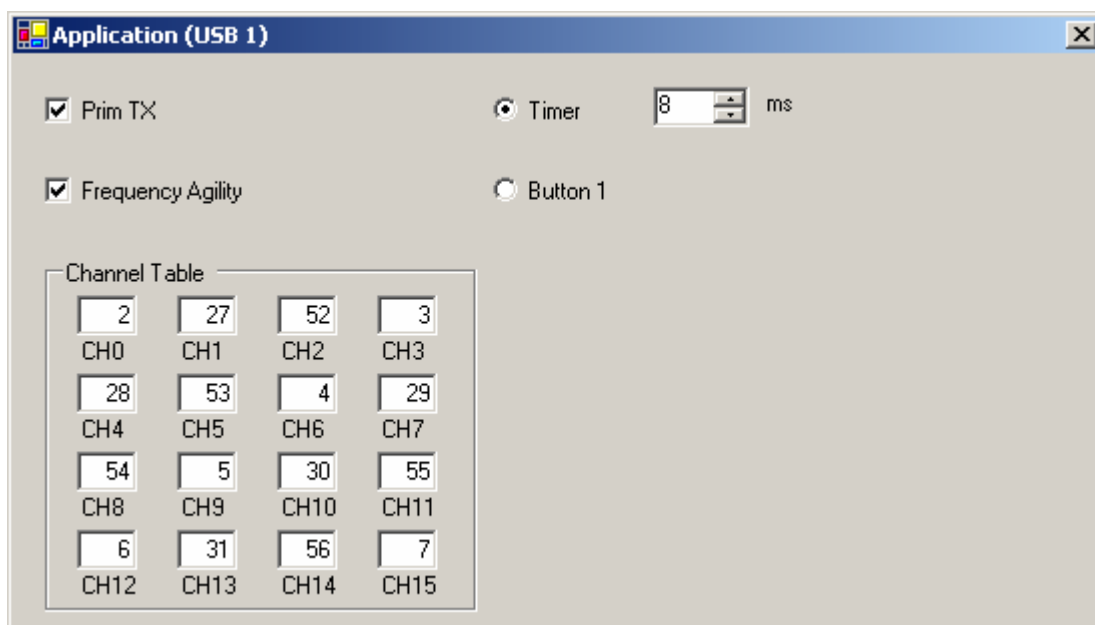 Application (USB 1)
Prim TX Timer 8 ms
Frequency Agility Button 1
Channel Table
2 27 52 3
CH0 CH1 CH2 CH3
28 53 4 29
CH4 CH5 CH6 CH7
54 5 30 55
CH8 CH9 CH10 CH11
6 31 56 7
CH12 CH13 CH14 CH15